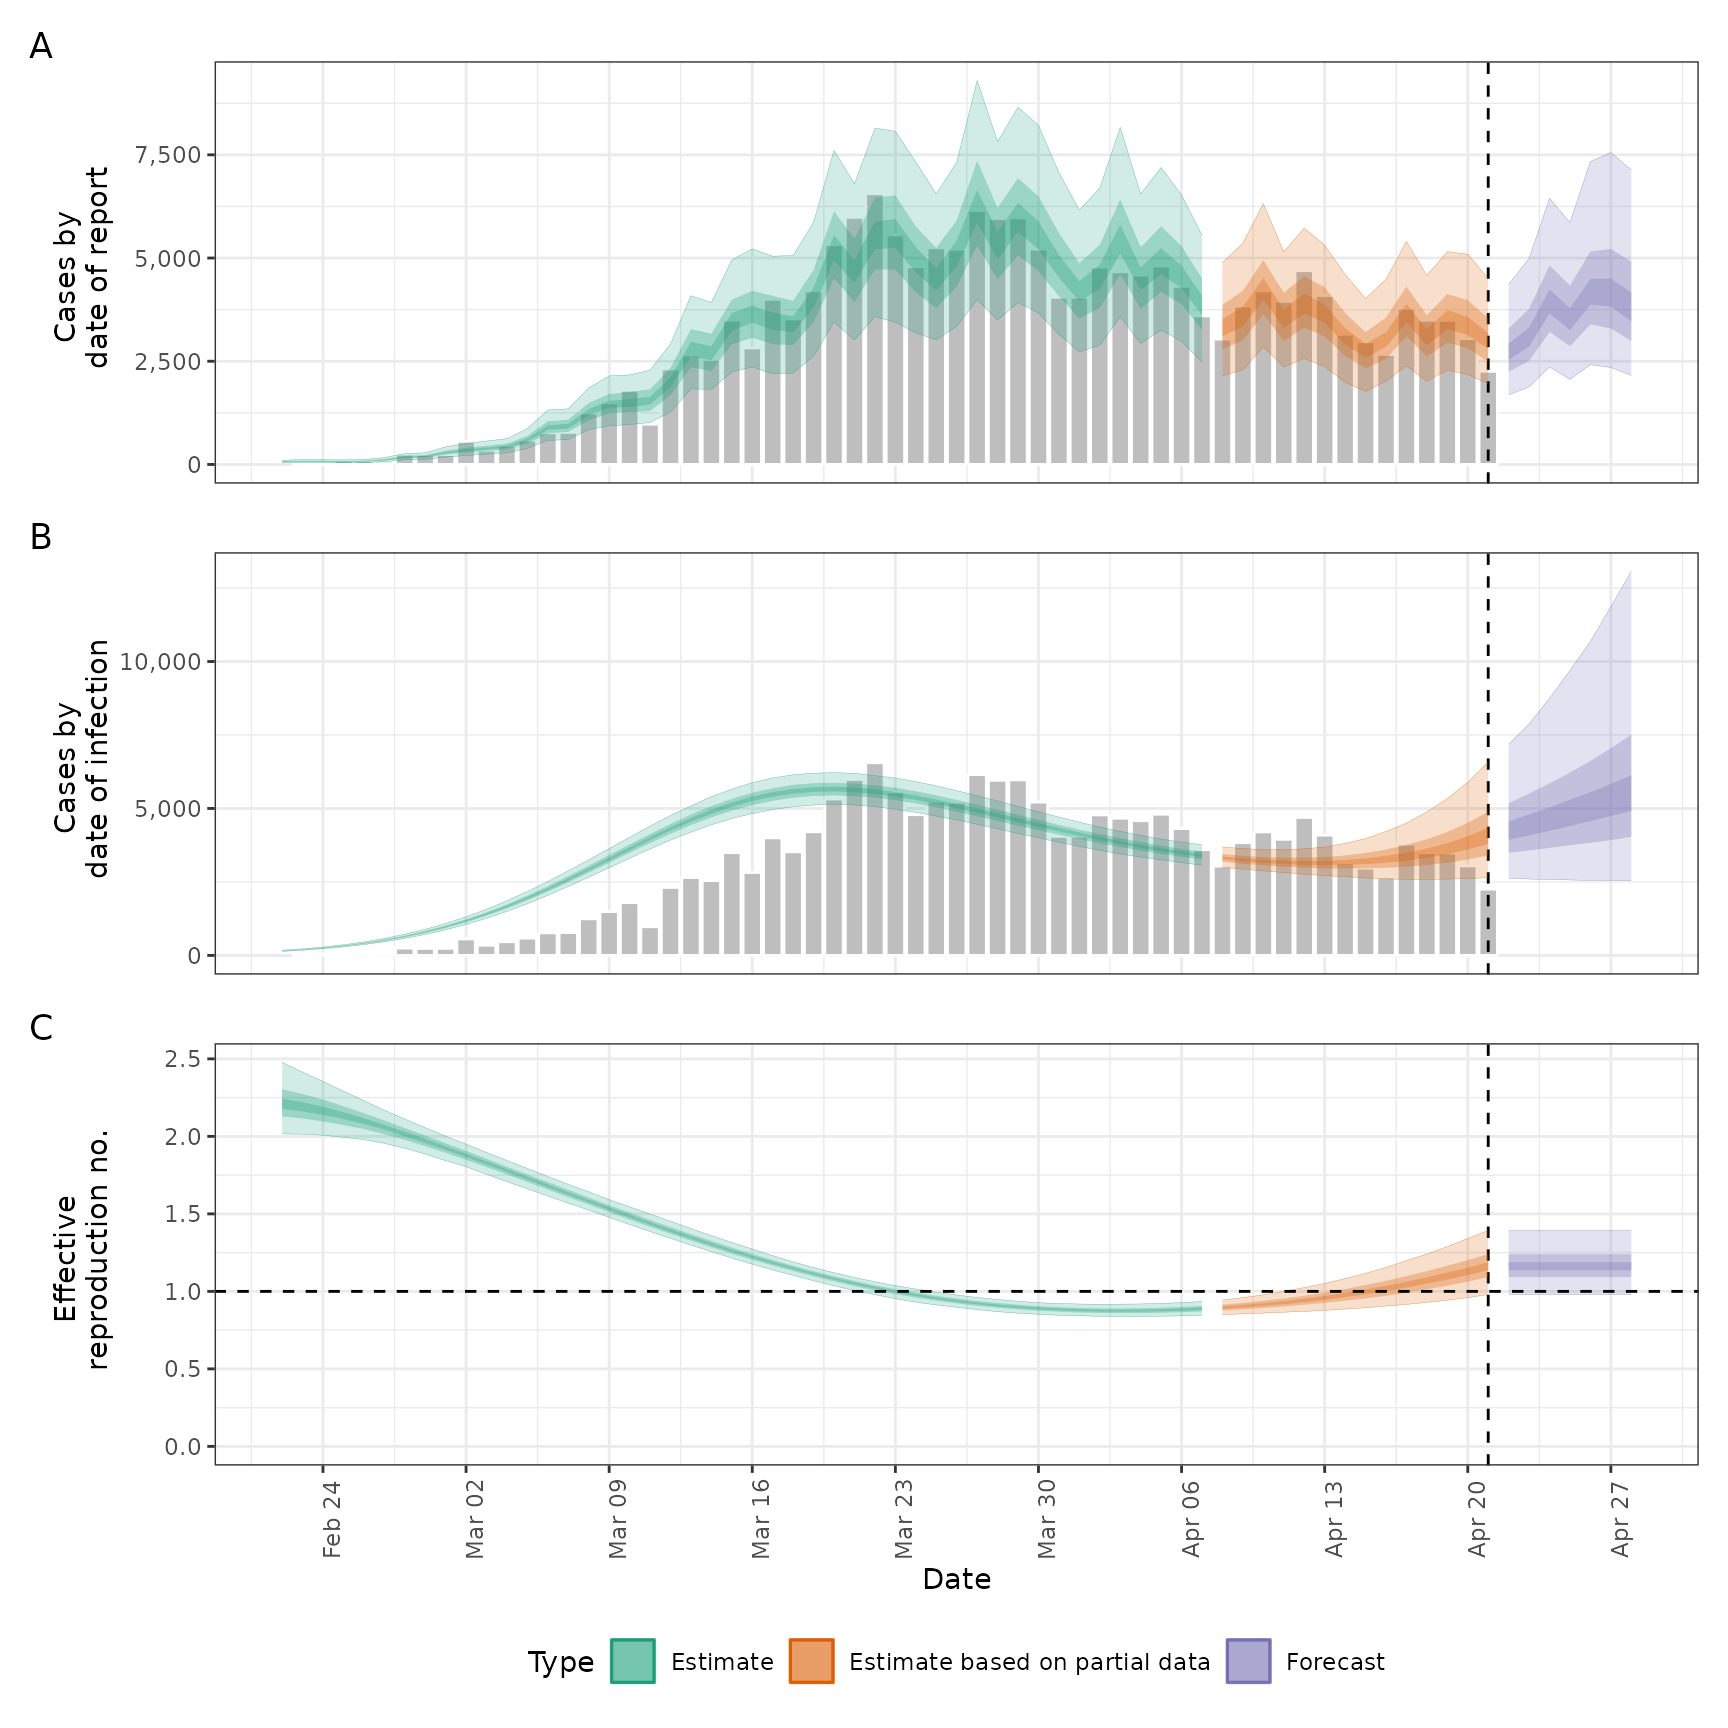 A
Cases by
date of report
7,500
5,000
2,500
0
B
Cases by
date of infection
10,000
5,000
0
C
Effective
reproduction no.
2.5
2.0
1.5
1.0
0.5
0.0
Feb 24
Mar 02
Mar 09
Mar 16
Mar 23
Mar 30
Apr 06
Apr 13
Apr 20
Apr 27
Date
Type
Estimate
Estimate based on partial data
Forecast